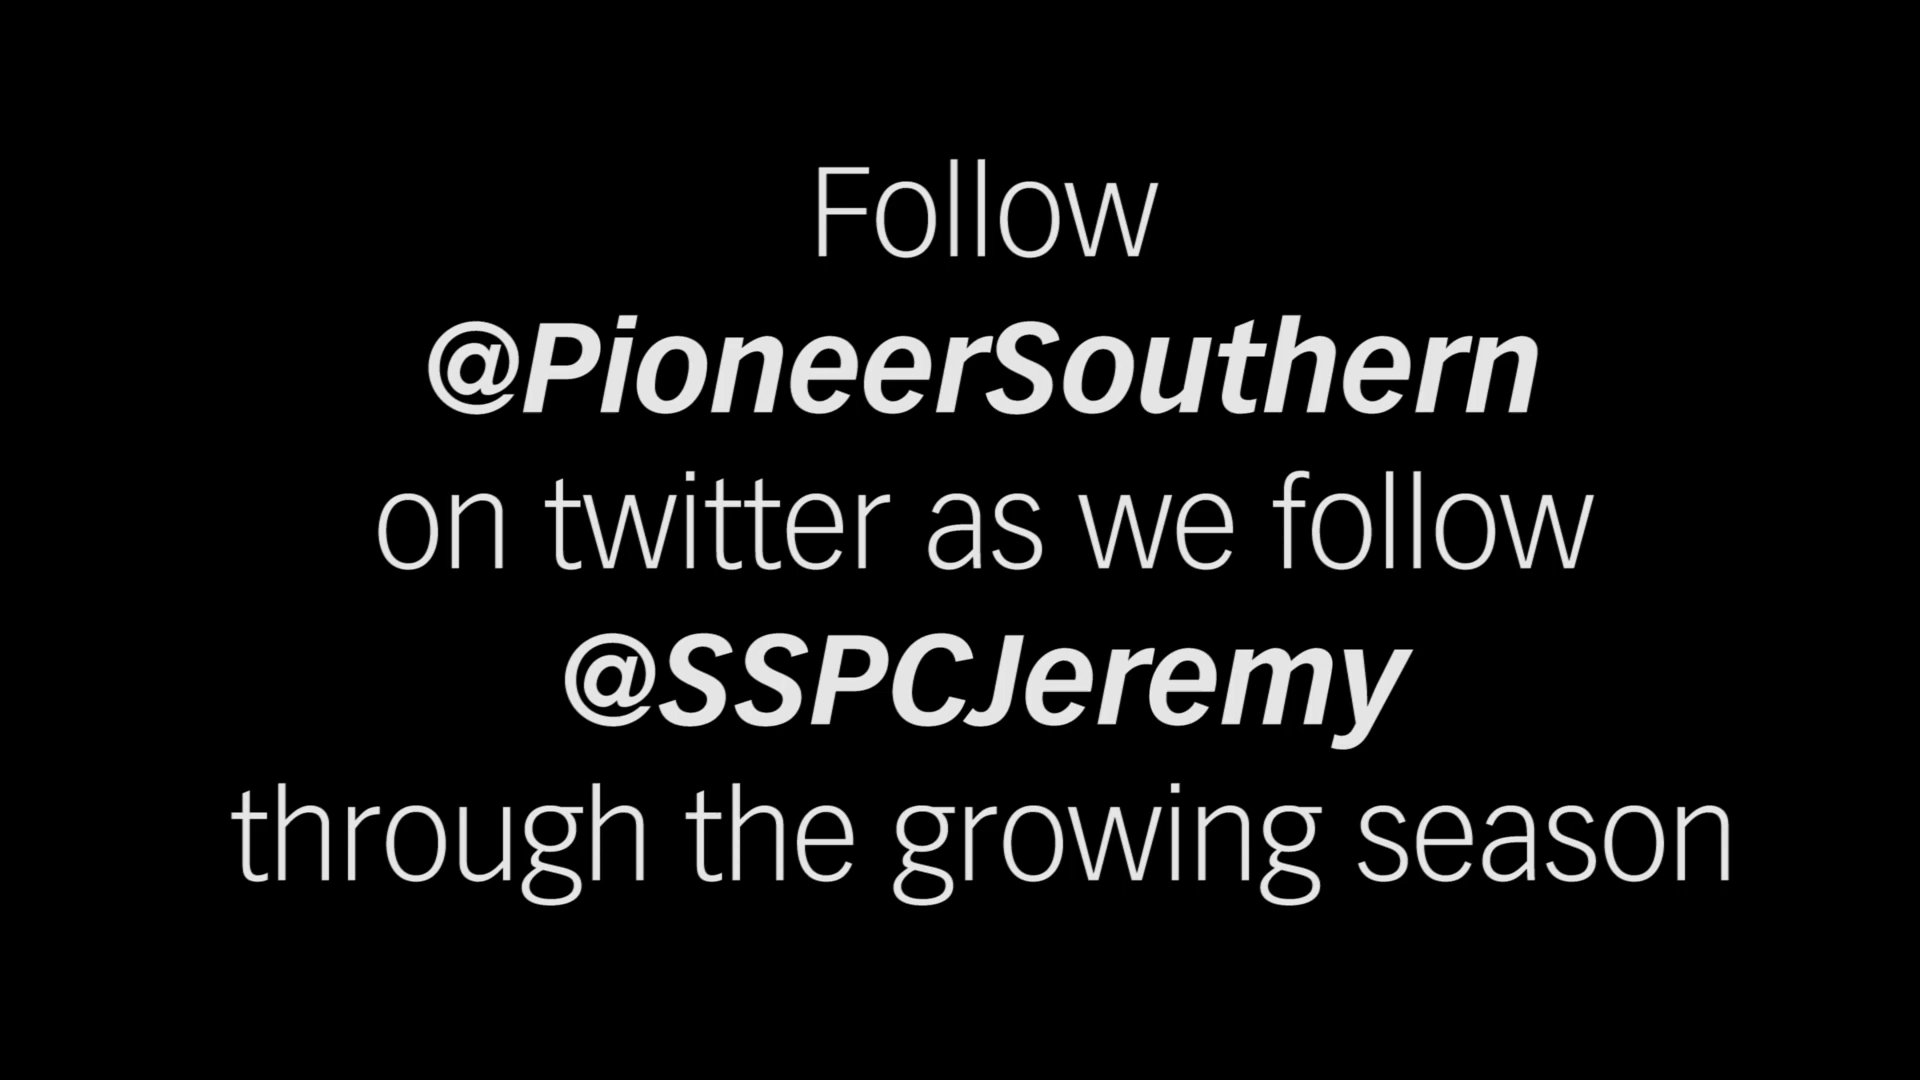 Follow
@PioneerSouthern
on twitter as we follow
@SSPCJeremy
through the growing season